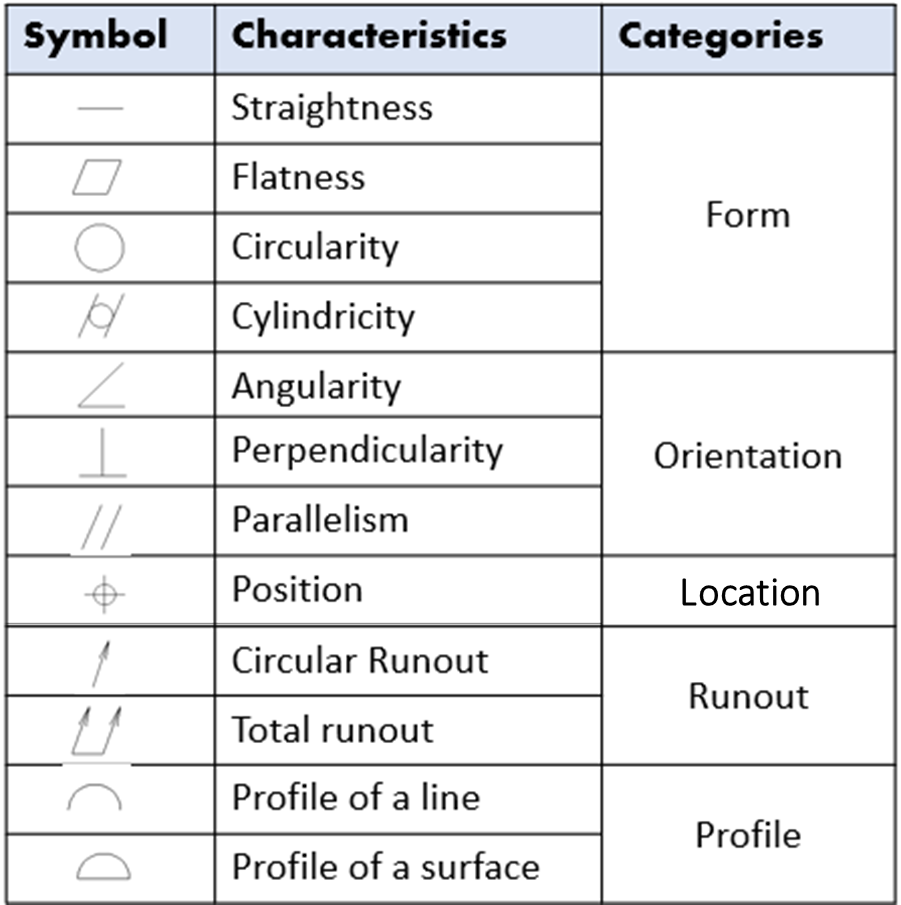 Symbol Characteristics Categories
Straightness
Flatness
Form
Circularity
Cylindricity
Angularity
Perpendicularity
Orientation
Parallelism
Position
Location
Circular Runout
Runout
Total runout
Profile of a line
Profile
Profile of a surface